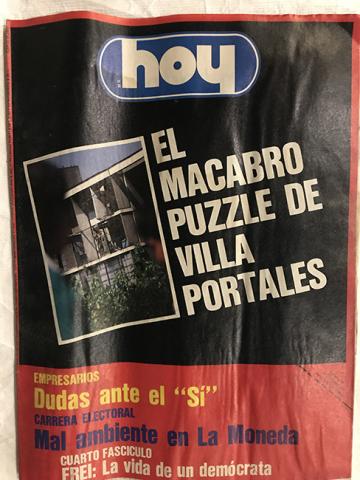 hoy
EL
MACABRO
PUZZLE DE
VILLA
PORTALES
EMPRESARIOS
Dudas ante el "Sí"
CARRERA ELECTORAL
Mal ambiente en La Moneda
CUARTO FASCICULO
FREI: La vida de un demócrata